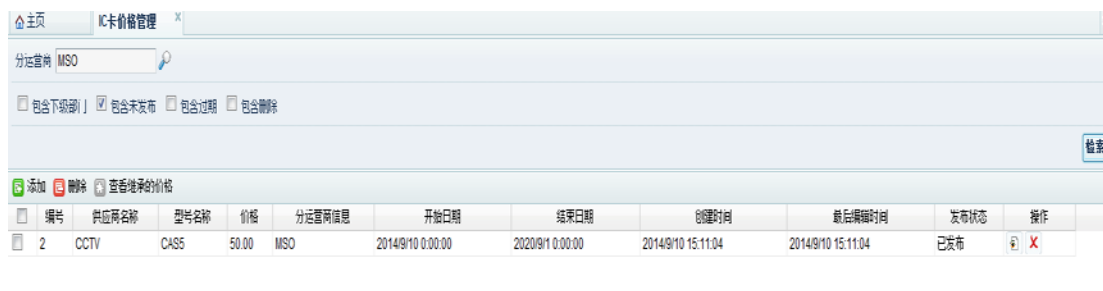 主页 IC卡价格管理 x
分运营商 MSO
包含下级部门 包含未发布 包含过期 包含删除
检索
添加 删除 查看继承的价格
编号 供应商名称 型号名称 价格 分运营商信息 开始日期 结束日期 创建时间 最后编辑时间 发布状态 操作
2 CCTV CAS5 50.00 MSO 2014/9/10 0:00:00 2020/9/1 0:00:00 2014/9/10 15:11:04 2014/9/10 15:11:04 已发布